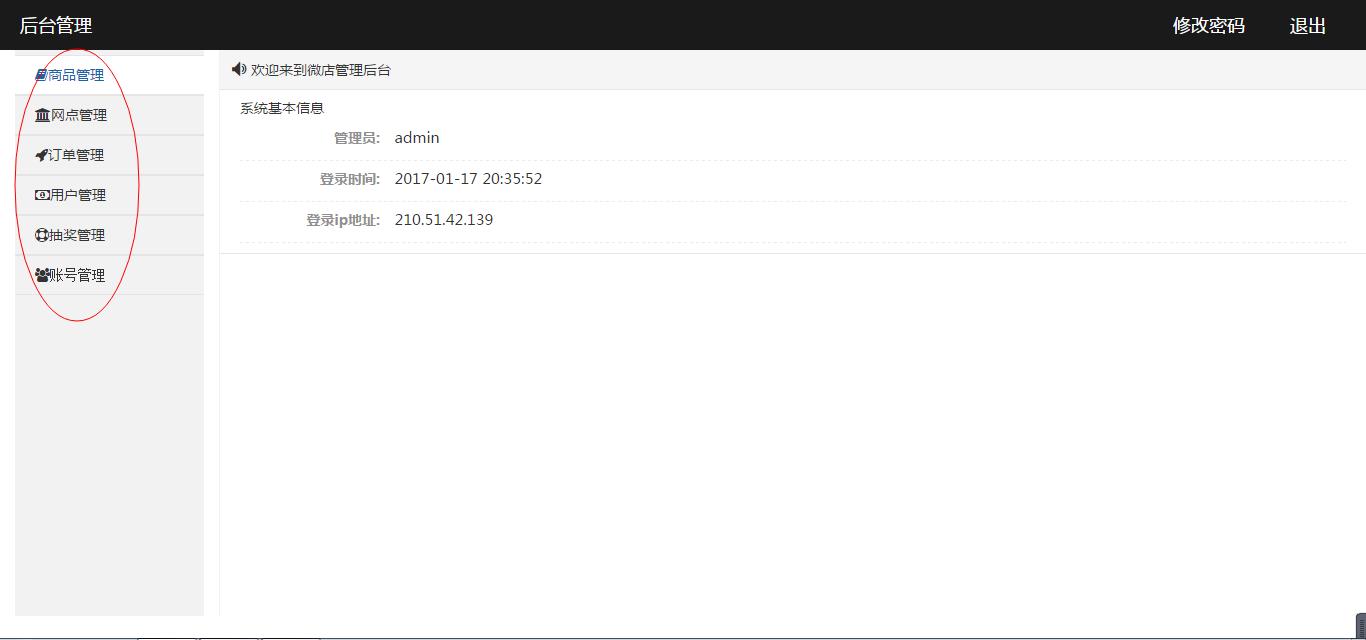 后台管理
修改密码
退出
商品管理
网点管理
订单管理
用户管理
抽奖管理
账号管理
欢迎来到微店管理后台
系统基本信息
管理员: admin
登录时间: 2017-01-17 20:35:52
登录ip地址: 210.51.42.139